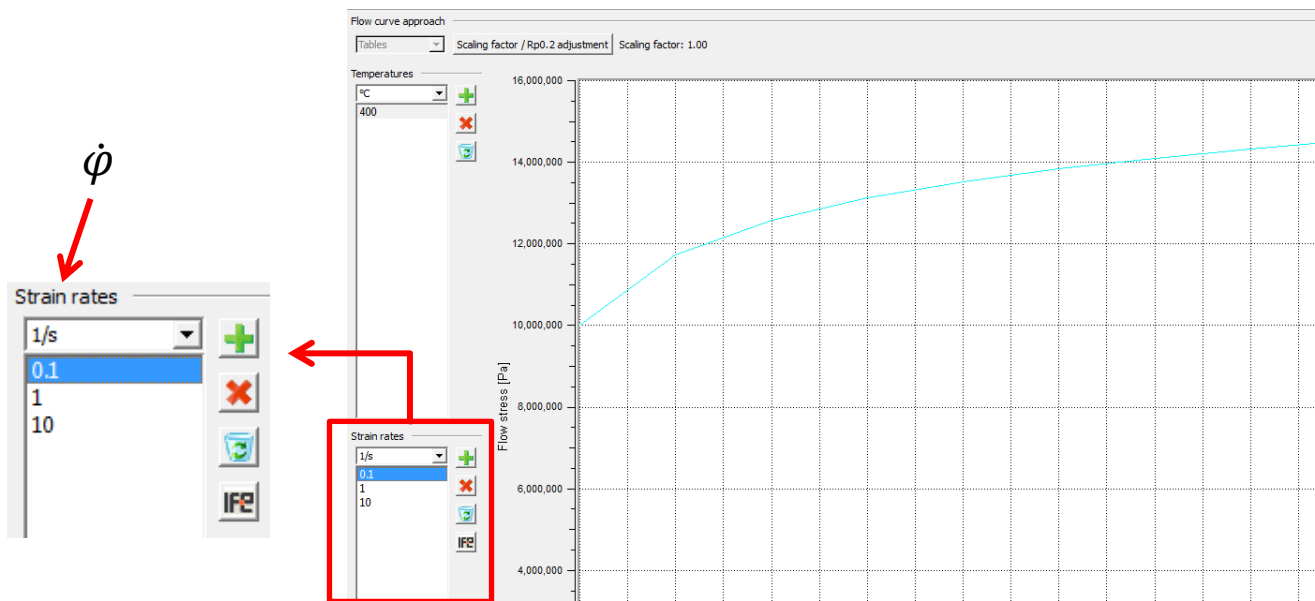 Flow curve approach
Tables Scaling factor / Rp0.2 adjustment Scaling factor: 1.00
Temperatures
°C
400
16,000,000
14,000,000
12,000,000
10,000,000
8,000,000
6,000,000
4,000,000
Flow stress [Pa]
φ̇
Strain rates
1/s
0.1
1
10
IFE
Strain rates
1/s
0.1
1
10
IFE